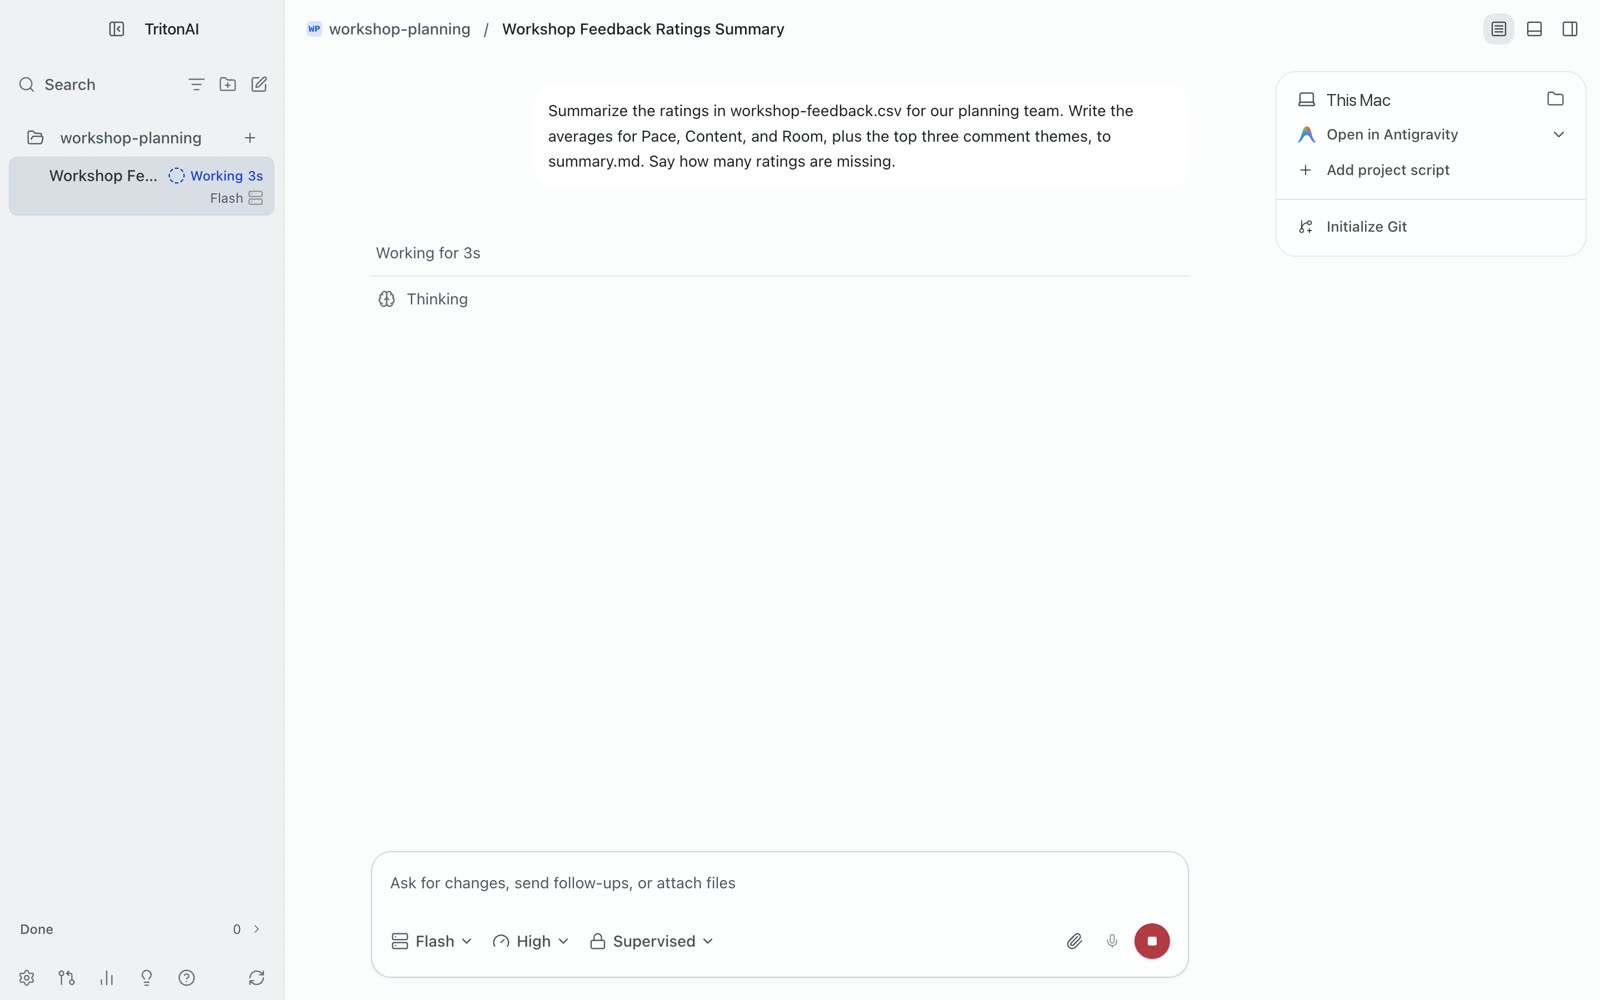 TritonAI
Search
workshop-planning
Workshop Fe... Working 3s
Flash
Done 0
WP workshop-planning / Workshop Feedback Ratings Summary
Summarize the ratings in workshop-feedback.csv for our planning team. Write the
averages for Pace, Content, and Room, plus the top three comment themes, to
summary.md. Say how many ratings are missing.
Working for 3s
Thinking
Ask for changes, send follow-ups, or attach files
Flash High Supervised
This Mac
Open in Antigravity
Add project script
Initialize Git